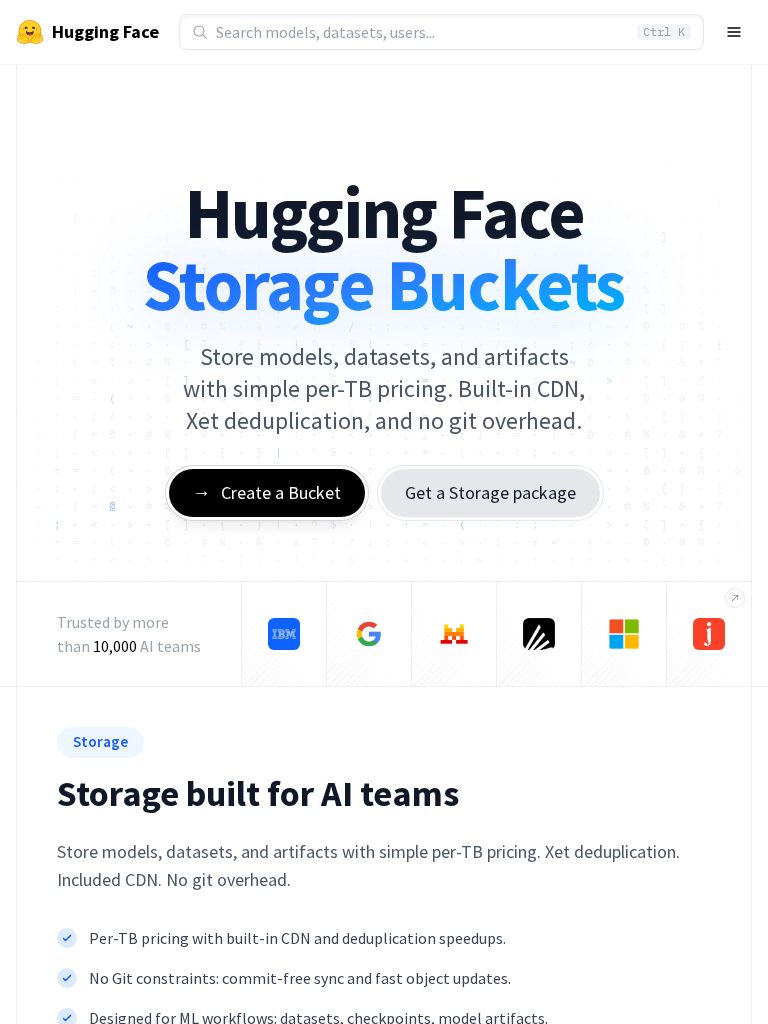 Hugging Face
Search models, datasets, users...
Ctrl K
Hugging Face
Storage Buckets
Store models, datasets, and artifacts
with simple per-TB pricing. Built-in CDN,
Xet deduplication, and no git overhead.
→ Create a Bucket
Get a Storage package
Trusted by more
than 10,000 AI teams
IBM
Storage
Storage built for AI teams
Store models, datasets, and artifacts with simple per-TB pricing. Xet deduplication.
Included CDN. No git overhead.
Per-TB pricing with built-in CDN and deduplication speedups.
No Git constraints: commit-free sync and fast object updates.
Designed for ML workflows: datasets, checkpoints, model artifacts.